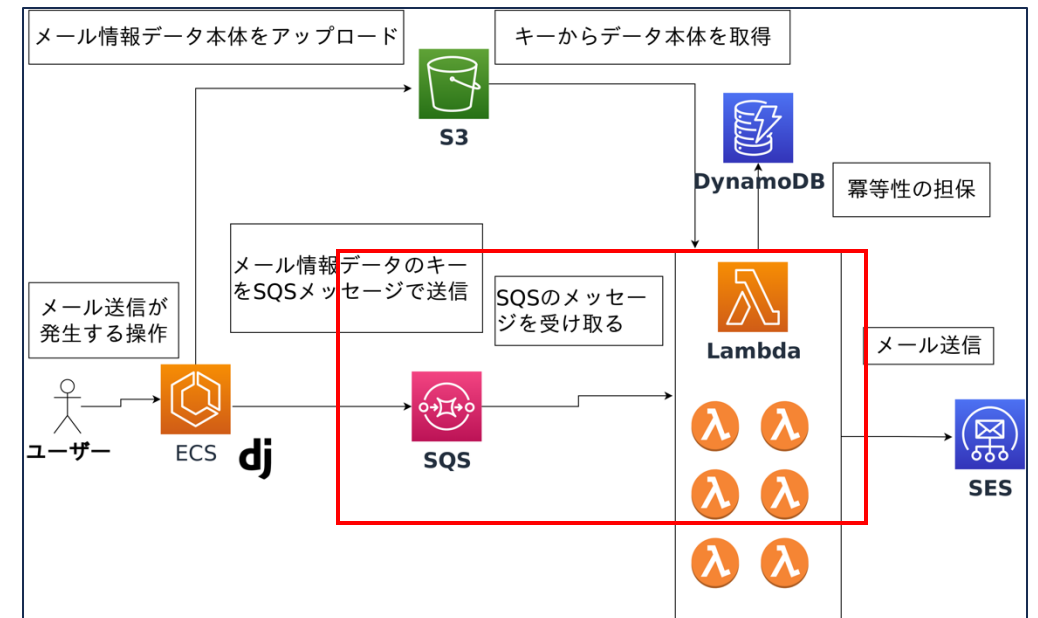 メール情報データ本体をアップロード
キーからデータ本体を取得
S3
DynamoDB
冪等性の担保
メール情報データのキー
をSQSメッセージで送信
SQSのメッセー
ジを受け取る
メール送信が
発生する操作
Lambda
メール送信
ユーザー
ECS
dj
SQS
SES